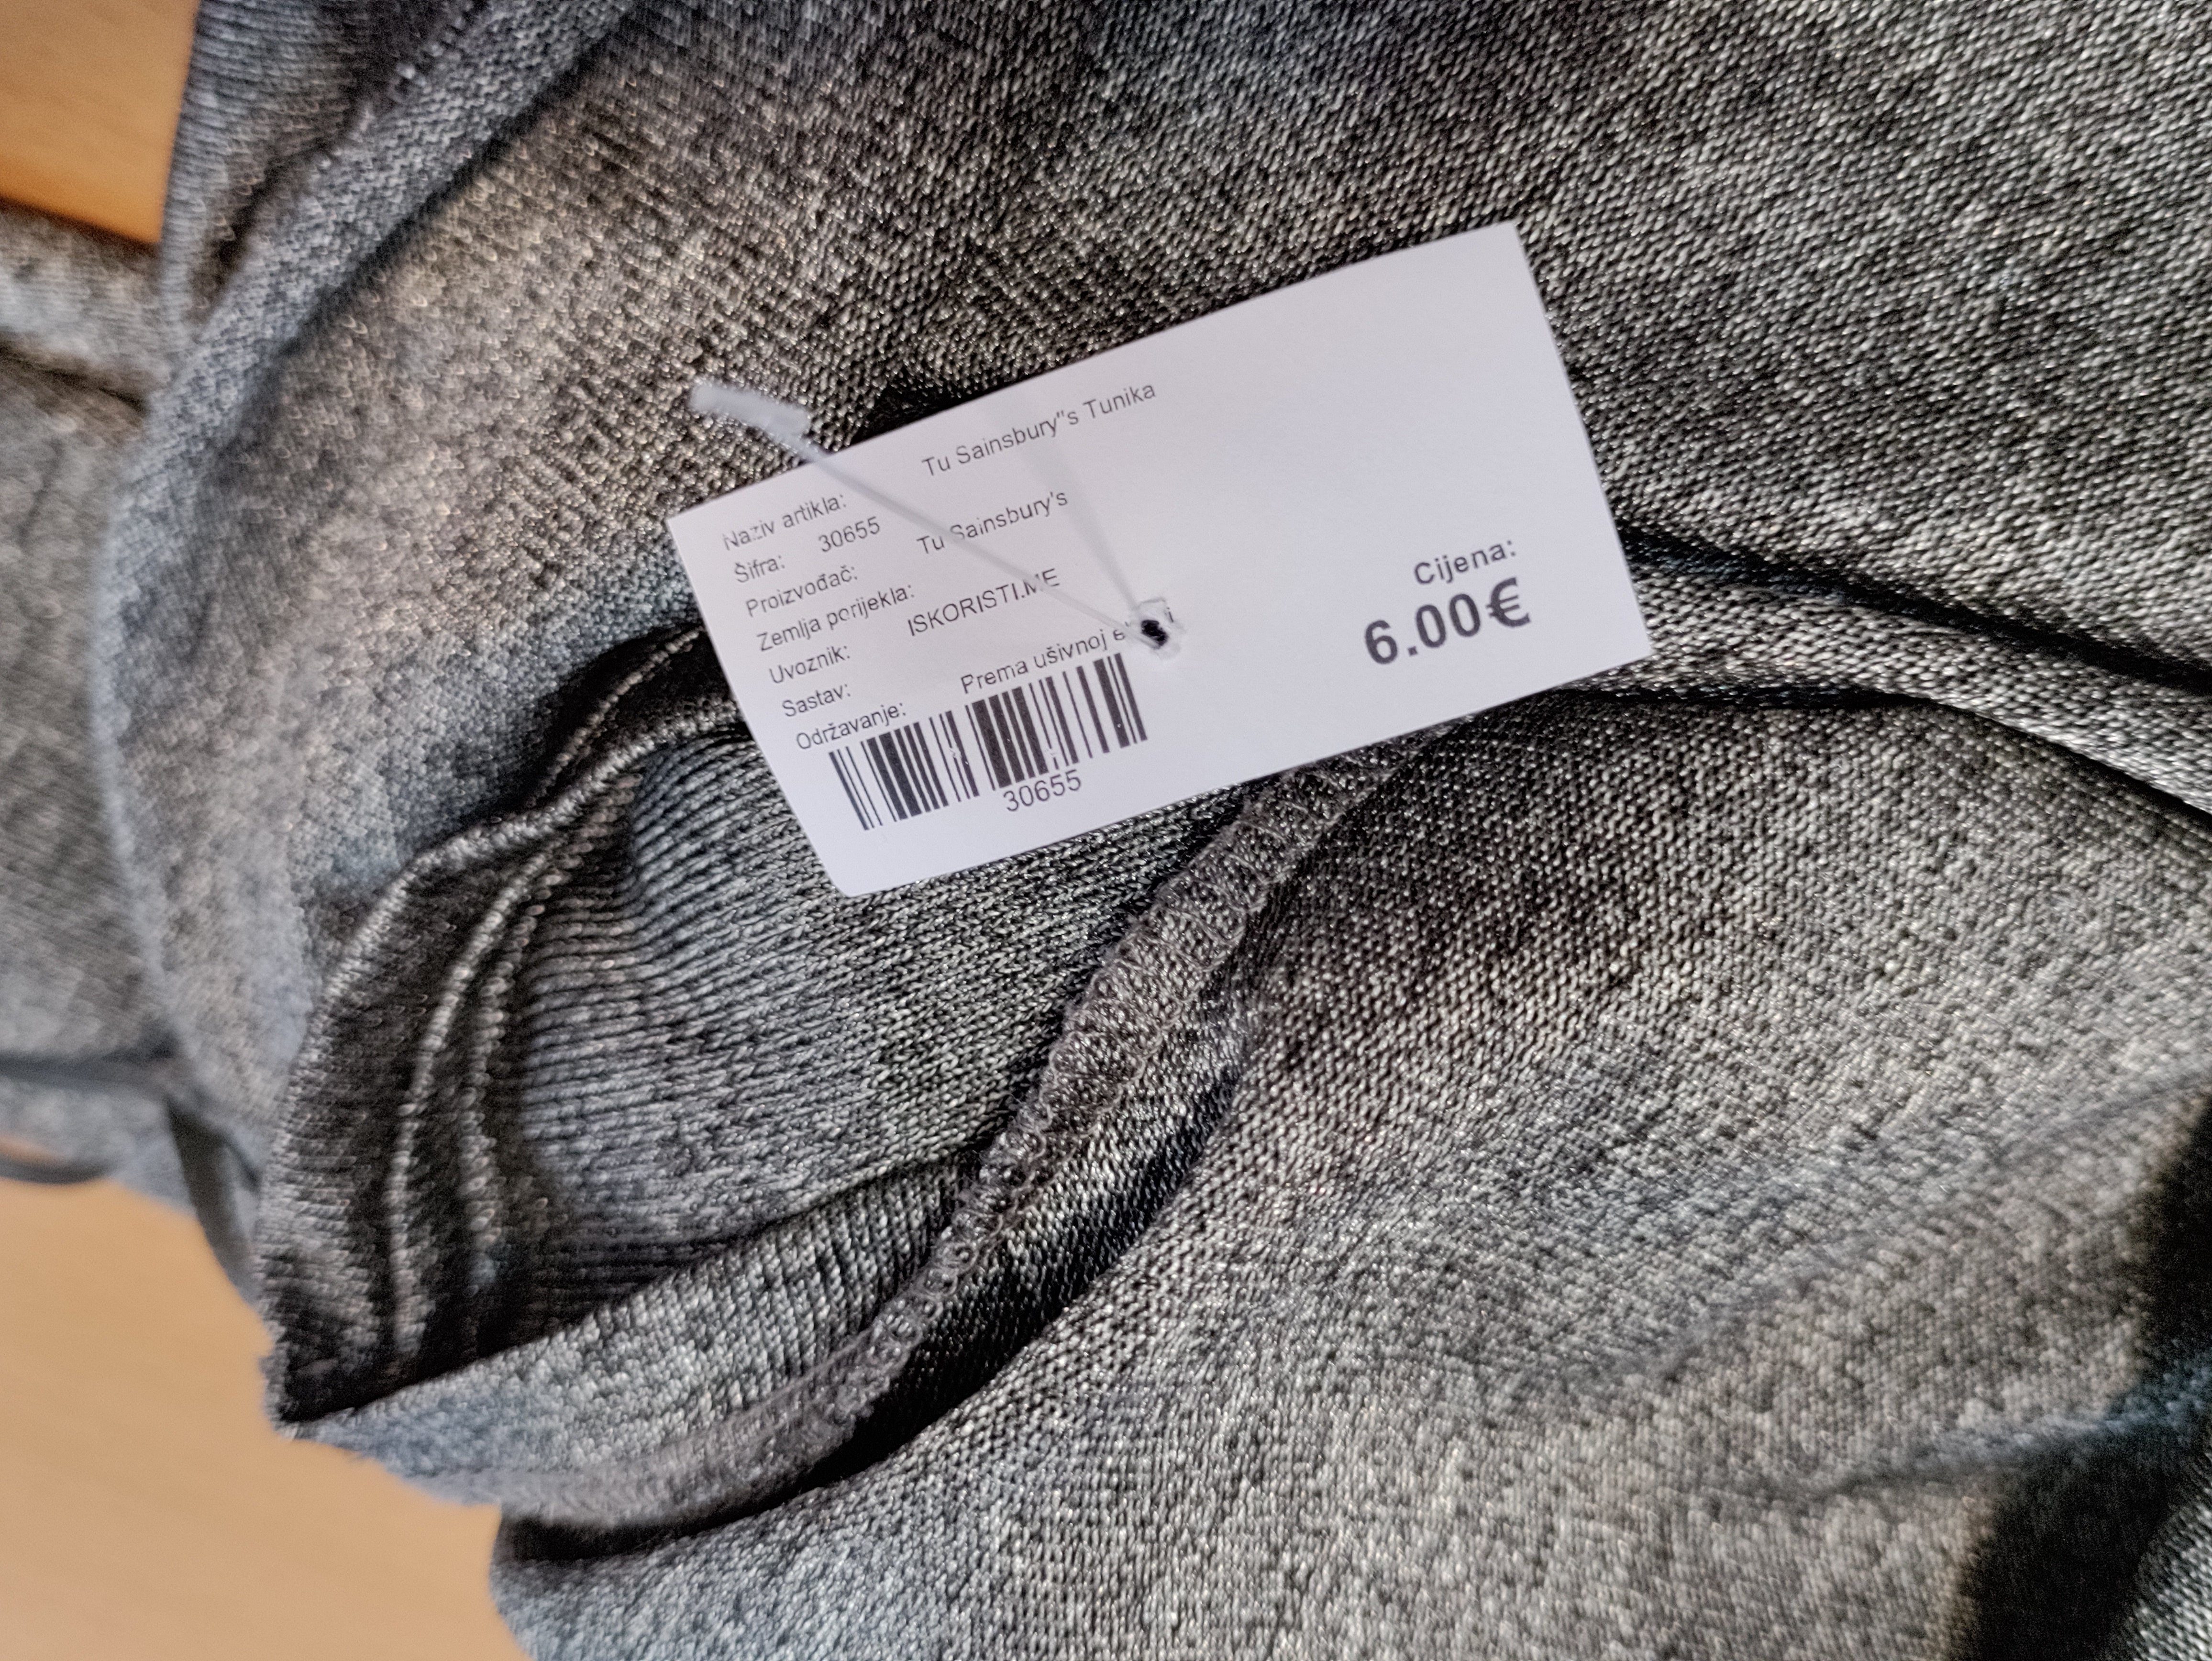 Naziv artikla: Tu Sainsbury"s Tunika
Šifra: 30655
Proizvođač: Tu Sainsbury's
Zemlja porijekla:
Uvoznik: ISKORISTI.ME
Sastav:
Održavanje: Prema ušivnoj
30655
Cijena:
6.00€